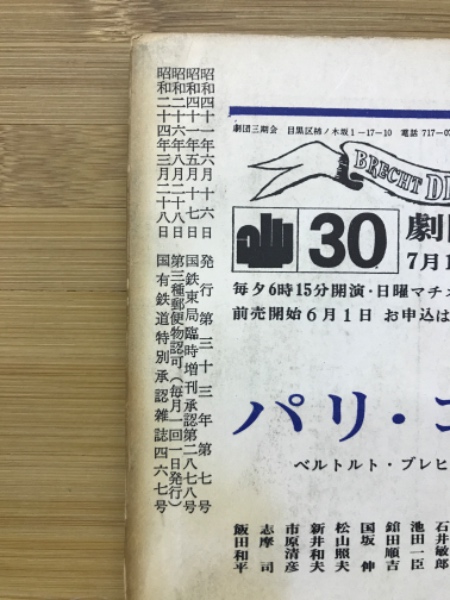 昭和四十一年六月十六日 発行第三十三年第七号
昭和四十一年五月十七日 国鉄東局臨時増刊承認第二八七八号
昭和二十六年八月二十八日 第三種郵便物認可(毎月一回一日発行)
昭和二十四年三月二十八日 国有鉄道特別承認雑誌四六七号
劇団三期会 目黒区柿ノ木坂1-17-10 電話 717-0
BRECHT
30
劇
7月1
毎夕6時15分開演・日曜マチ
前売開始6月1日 お申込は
パリ・コ
ベルトルト・ブレヒ
石井敏郎
池田一臣
舘田順吉
国坂 伸
松山照夫
新井和夫
市原清彦
志摩 司
飯田和平